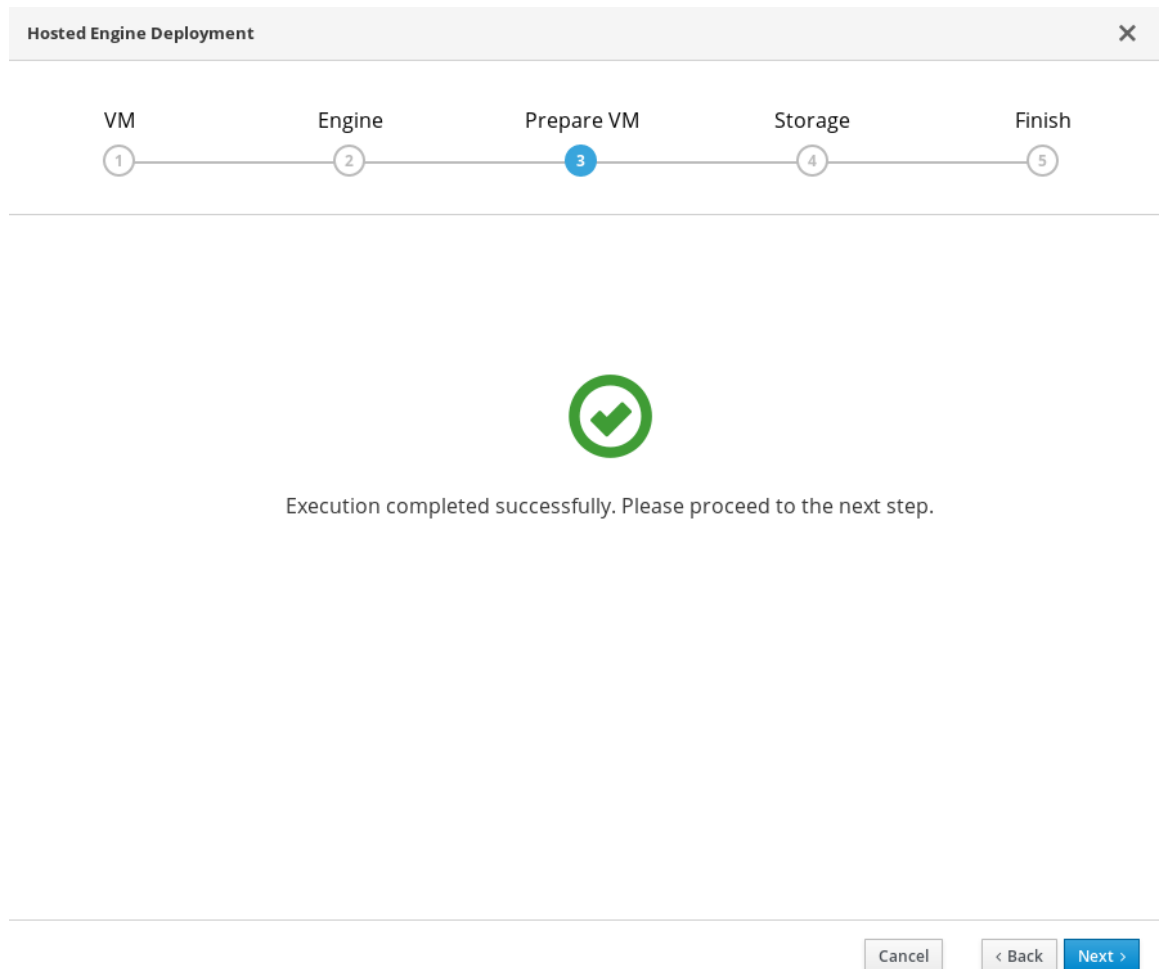 Hosted Engine Deployment ×
VM Engine Prepare VM Storage Finish
1 2 3 4 5
Execution completed successfully. Please proceed to the next step.
Cancel < Back Next >